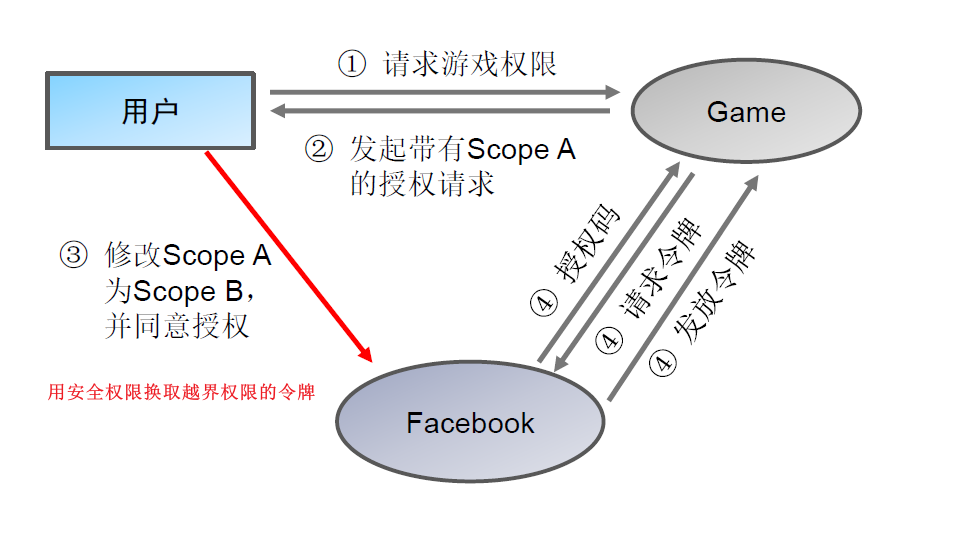 用户
① 请求游戏权限
Game
② 发起带有Scope A
的授权请求
③ 修改Scope A
为Scope B，
并同意授权
④ 授权码
④ 请求令牌
④ 发放令牌
用安全权限换取越界权限的令牌
Facebook